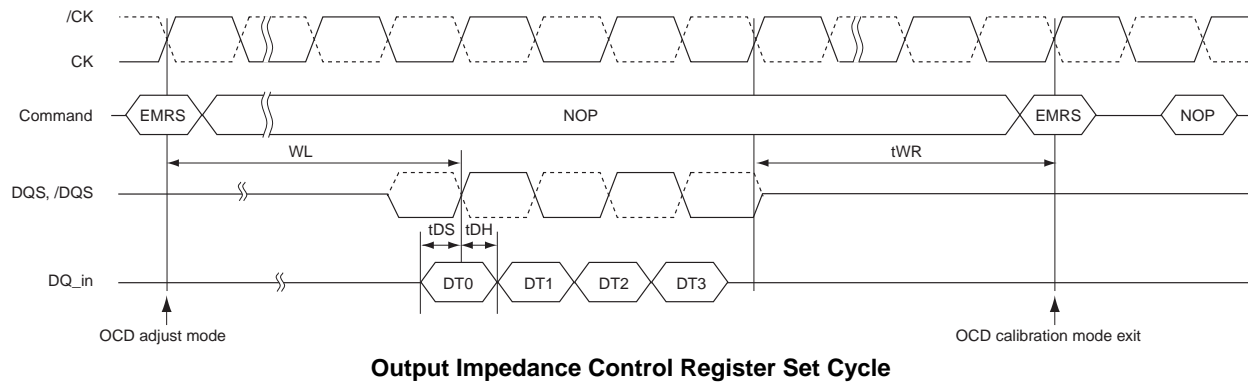 /CK
CK
Command
EMRS
NOP
EMRS
NOP
WL
tWR
DQS, /DQS
tDS
tDH
DQ_in
DT0
DT1
DT2
DT3
OCD adjust mode
OCD calibration mode exit
Output Impedance Control Register Set Cycle